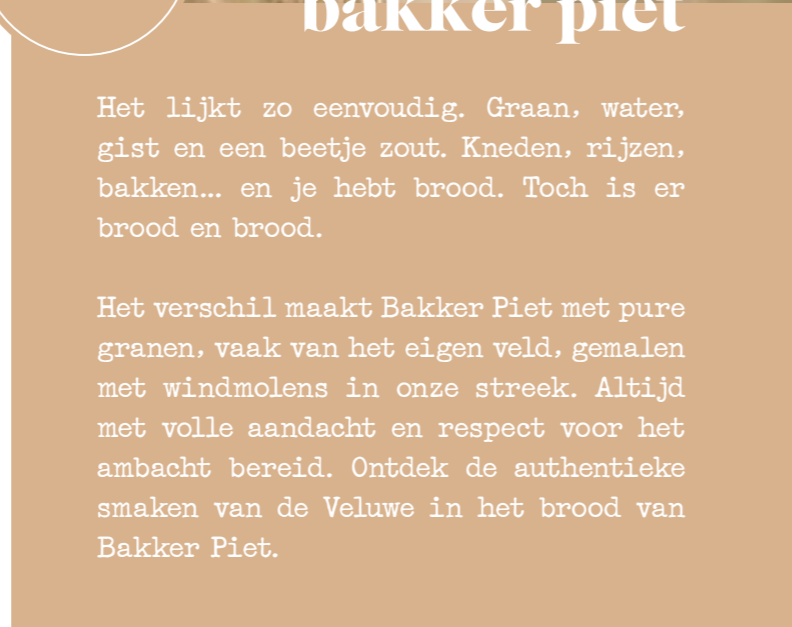 bakker piet
Het lijkt zo eenvoudig. Graan, water,
gist en een beetje zout. Kneden, rijzen,
bakken... en je hebt brood. Toch is er
brood en brood.
Het verschil maakt Bakker Piet met pure
granen, vaak van het eigen veld, gemalen
met windmolens in onze streek. Altijd
met volle aandacht en respect voor het
ambacht bereid. Ontdek de authentieke
smaken van de Veluwe in het brood van
Bakker Piet.